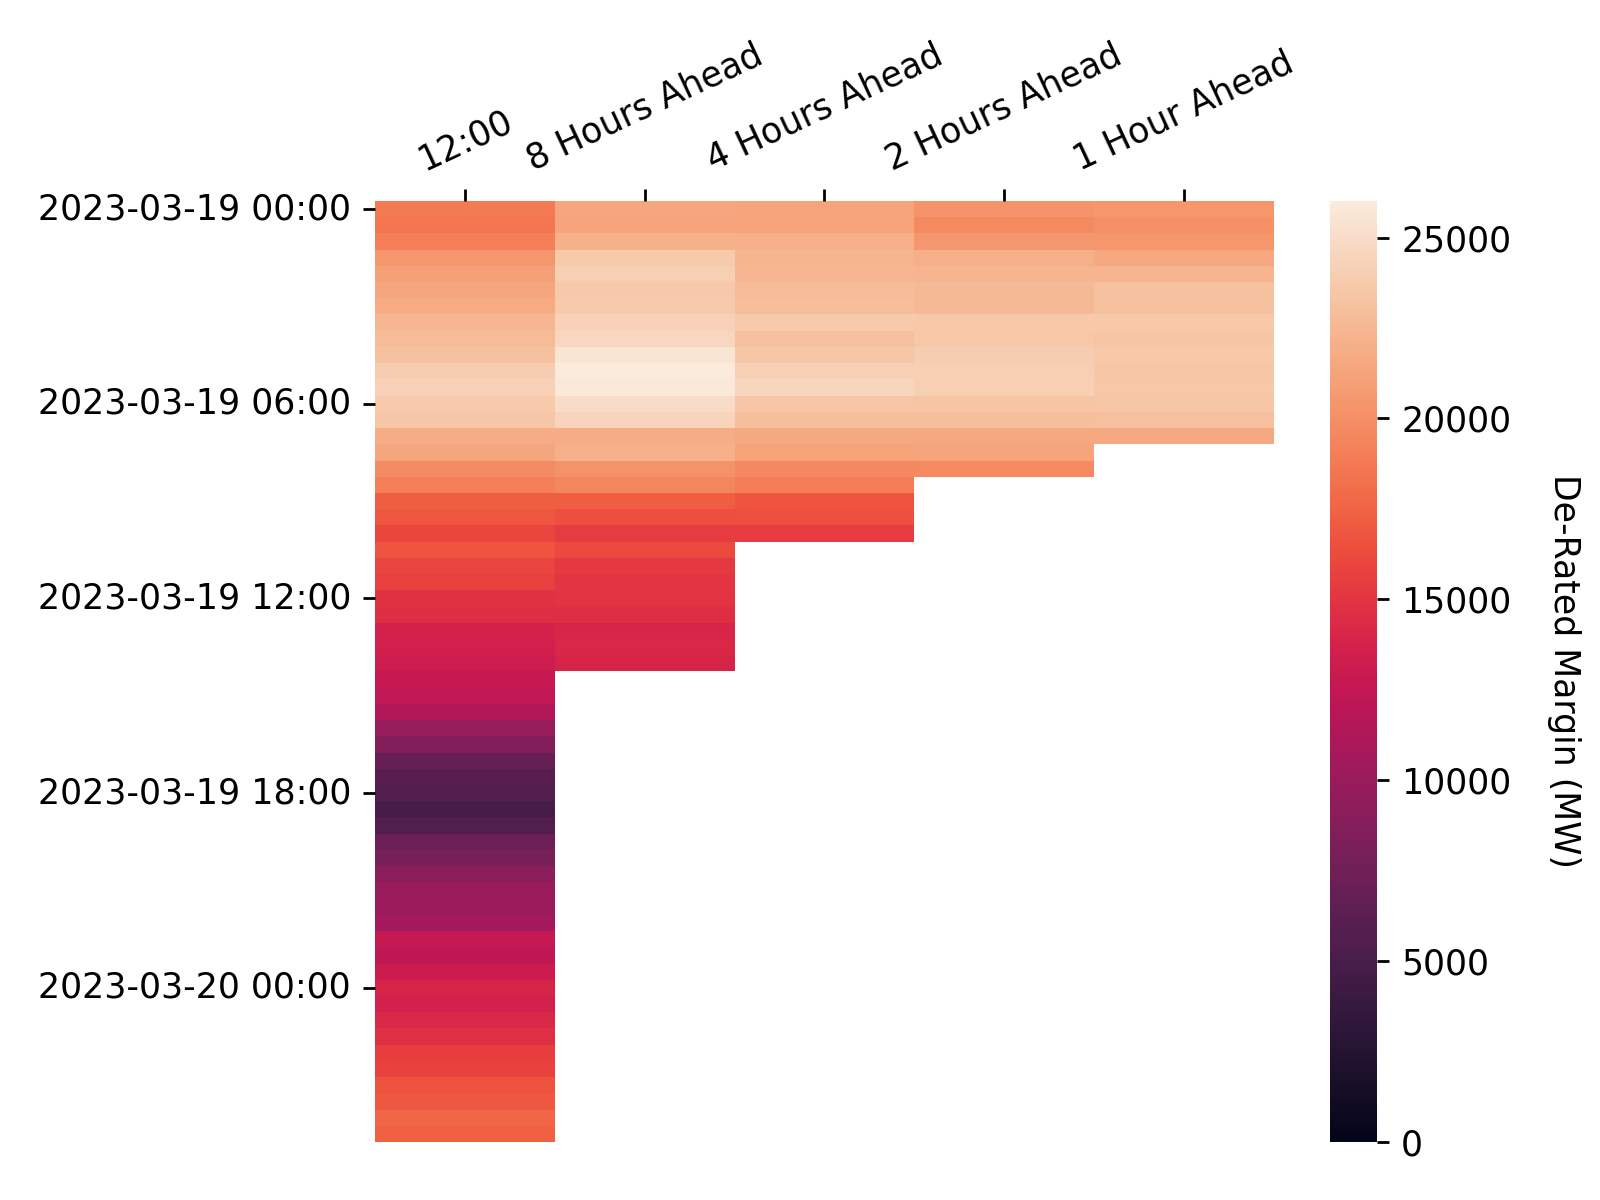 12:00
8 Hours Ahead
4 Hours Ahead
2 Hours Ahead
1 Hour Ahead
2023-03-19 00:00
2023-03-19 06:00
2023-03-19 12:00
2023-03-19 18:00
2023-03-20 00:00
25000
20000
15000
10000
5000
0
De-Rated Margin (MW)